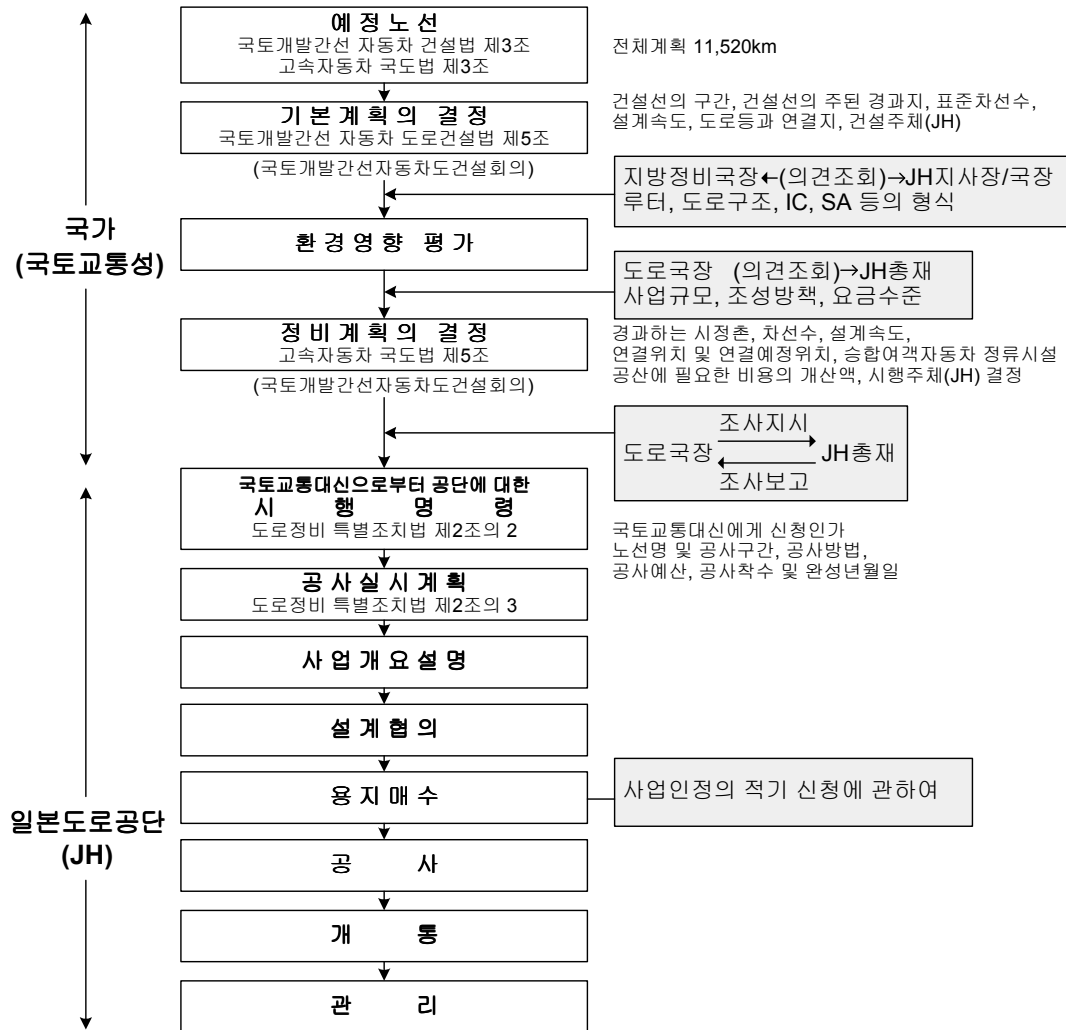 예 정 노 선
국토개발간선 자동차 건설법 제3조
고속자동차 국도법 제3조
전체계획 11,520km
기 본 계 획 의 결 정
국토개발간선 자동차 도로건설법 제5조
건설선의 구간, 건설선의 주된 경과지, 표준차선수,
설계속도, 도로등과 연결지, 건설주체(JH)
(국토개발간선자동차도건설회의)
지방정비국장←(의견조회)→JH지사장/국장
루터, 도로구조, IC, SA 등의 형식
국가
(국토교통성)
환 경 영 향 평 가
도로국장 (의견조회)→JH총재
사업규모, 조성방책, 요금수준
정 비 계 획 의 결 정
고속자동차 국도법 제5조
경과하는 시정촌, 차선수, 설계속도,
연결위치 및 연결예정위치, 승합여객자동차 정류시설
공산에 필요한 비용의 개산액, 시행주체(JH) 결정
(국토개발간선자동차도건설회의)
조사지시
도로국장 JH총재
조사보고
국토교통대신으로부터 공단에 대한
시 행 명 령
도로정비 특별조치법 제2조의 2
국토교통대신에게 신청인가
노선명 및 공사구간, 공사방법,
공사예산, 공사착수 및 완성년월일
공 사 실 시 계 획
도로정비 특별조치법 제2조의 3
사 업 개 요 설 명
설 계 협 의
용 지 매 수
사업인정의 적기 신청에 관하여
일본도로공단
(JH)
공 사
개 통
관 리